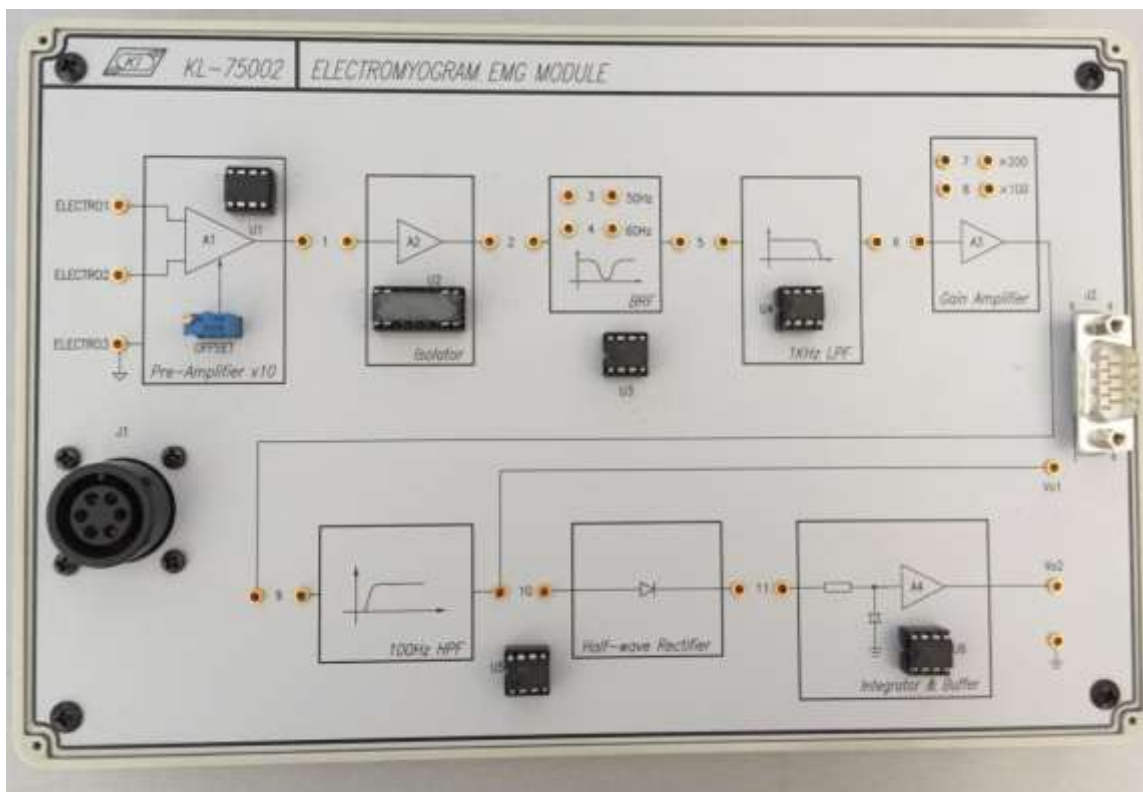 KL-75002 ELECTROMYOGRAM EMG MODULE
7 x200
8 x100
ELECTRO1
A1
U1
1
A2
2
3 50Hz
4 60Hz
5
6
A3
U2
BRF
Gain Amplifier
J2
ELECTRO2
ELECTRO3
OFFSET
Pre-Amplifier x10
Isolator
U3
U4
1KHz LPF
J1
Vo1
9
10
11
A4
Vo2
100Hz HPF
U5
Half-wave Rectifier
U6
Integrator & Buffer